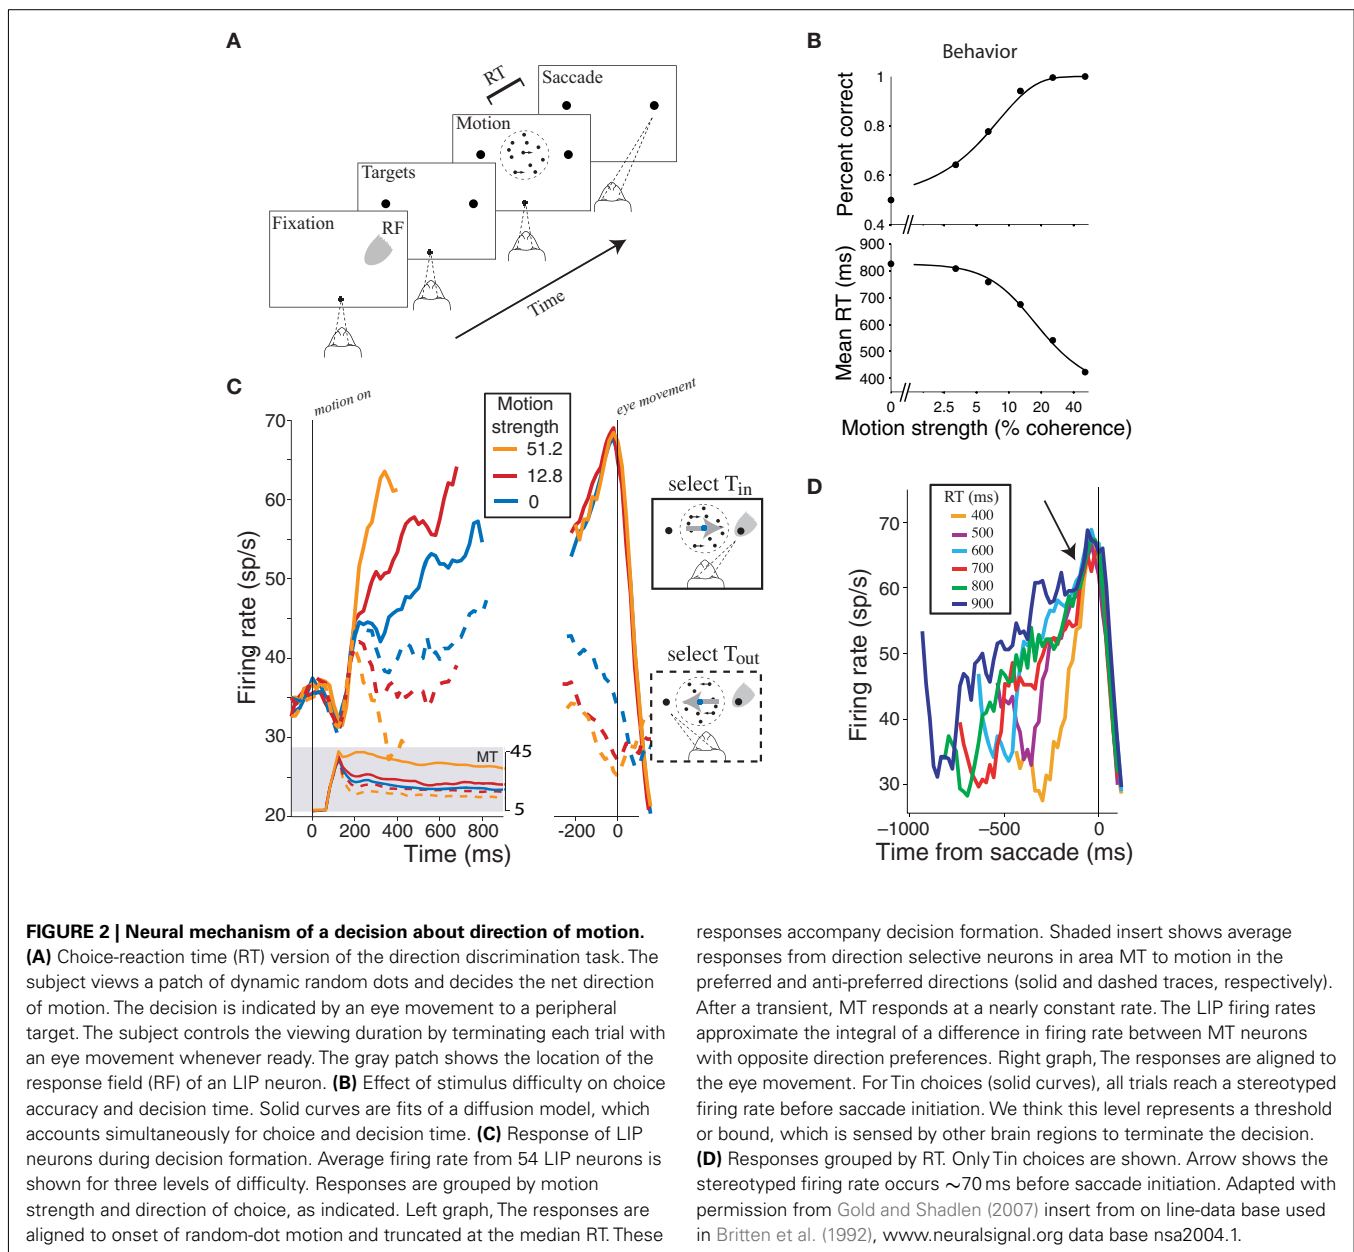 A
RT
Saccade
Motion
Targets
Fixation
RF
Time
B
Behavior
Percent correct
1
0.8
0.6
0.4
Mean RT (ms)
900
800
700
600
500
400
0
2.5
5
10
20
40
Motion strength (% coherence)
C
motion on
eye movement
Motion
strength
51.2
12.8
0
Firing rate (sp/s)
70
60
50
40
30
20
MT
45
5
0
200
400
600
800
-200
0
Time (ms)
select Tin
select Tout
D
RT (ms)
400
500
600
700
800
900
Firing rate (sp/s)
70
60
50
40
30
−1000
−500
0
Time from saccade (ms)
FIGURE 2 | Neural mechanism of a decision about direction of motion.
(A) Choice-reaction time (RT) version of the direction discrimination task. The
subject views a patch of dynamic random dots and decides the net direction
of motion. The decision is indicated by an eye movement to a peripheral
target. The subject controls the viewing duration by terminating each trial with
an eye movement whenever ready. The gray patch shows the location of the
response field (RF) of an LIP neuron. (B) Effect of stimulus difficulty on choice
accuracy and decision time. Solid curves are fits of a diffusion model, which
accounts simultaneously for choice and decision time. (C) Response of LIP
neurons during decision formation. Average firing rate from 54 LIP neurons is
shown for three levels of difficulty. Responses are grouped by motion
strength and direction of choice, as indicated. Left graph, The responses are
aligned to onset of random-dot motion and truncated at the median RT. These
responses accompany decision formation. Shaded insert shows average
responses from direction selective neurons in area MT to motion in the
preferred and anti-preferred directions (solid and dashed traces, respectively).
After a transient, MT responds at a nearly constant rate. The LIP firing rates
approximate the integral of a difference in firing rate between MT neurons
with opposite direction preferences. Right graph, The responses are aligned to
the eye movement. For Tin choices (solid curves), all trials reach a stereotyped
firing rate before saccade initiation. We think this level represents a threshold
or bound, which is sensed by other brain regions to terminate the decision.
(D) Responses grouped by RT. Only Tin choices are shown. Arrow shows the
stereotyped firing rate occurs ∼70 ms before saccade initiation. Adapted with
permission from Gold and Shadlen (2007) insert from on line-data base used
in Britten et al. (1992), www.neuralsignal.org data base nsa2004.1.